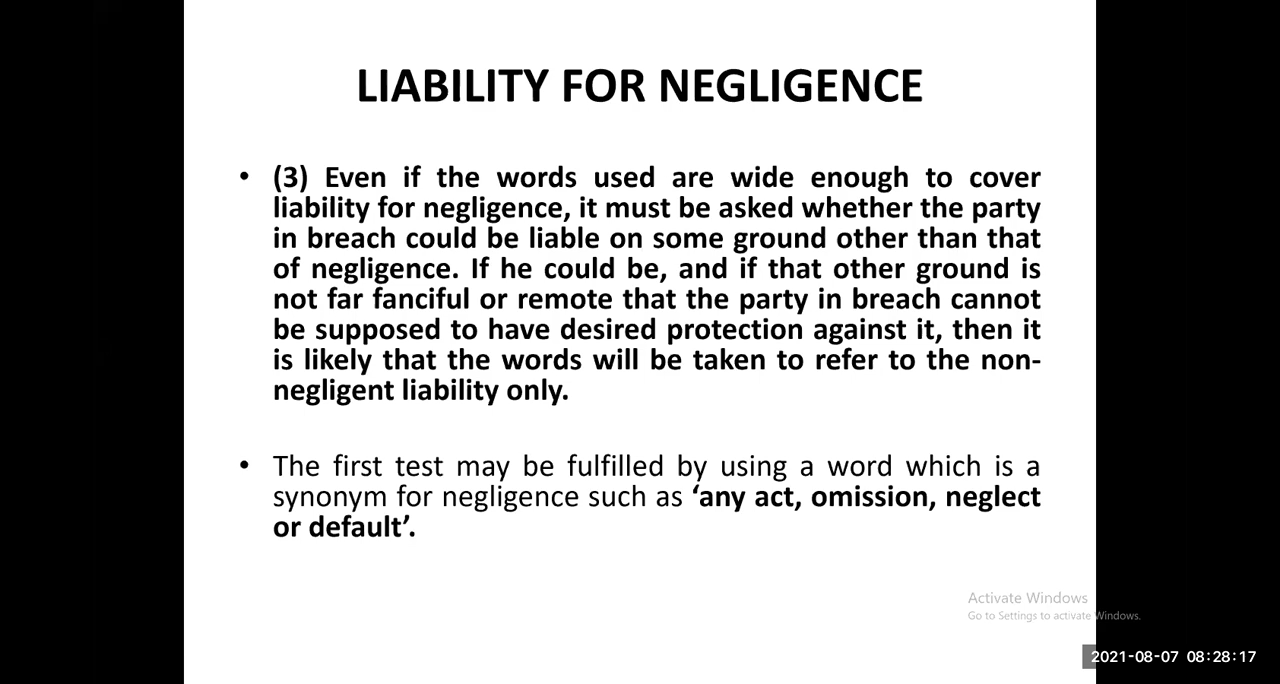 LIABILITY FOR NEGLIGENCE
• (3) Even if the words used are wide enough to cover
liability for negligence, it must be asked whether the party
in breach could be liable on some ground other than that
of negligence. If he could be, and if that other ground is
not far fanciful or remote that the party in breach cannot
be supposed to have desired protection against it, then it
is likely that the words will be taken to refer to the non-
negligent liability only.
• The first test may be fulfilled by using a word which is a
synonym for negligence such as ‘any act, omission, neglect
or default’.
Activate Windows
Go to Settings to activate Windows.
2021-08-07 08:28:17